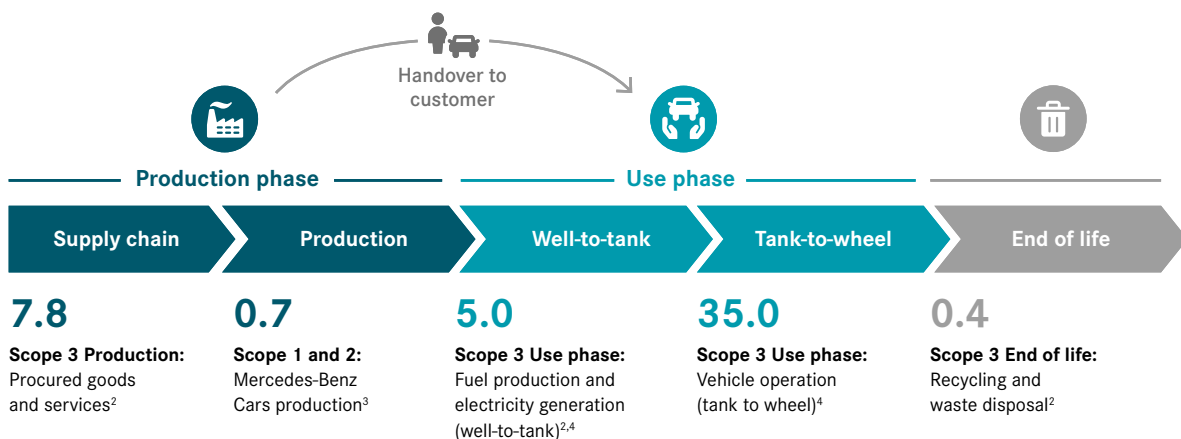 Handover to
customer
Production phase
Use phase
Supply chain
Production
Well-to-tank
Tank-to-wheel
End of life
7.8
0.7
5.0
35.0
0.4
Scope 3 Production:
Procured goods
and services²
Scope 1 and 2:
Mercedes-Benz
Cars production³
Scope 3 Use phase:
Fuel production and
electricity generation
(well-to-tank)²,⁴
Scope 3 Use phase:
Vehicle operation
(tank to wheel)⁴
Scope 3 End of life:
Recycling and
waste disposal²